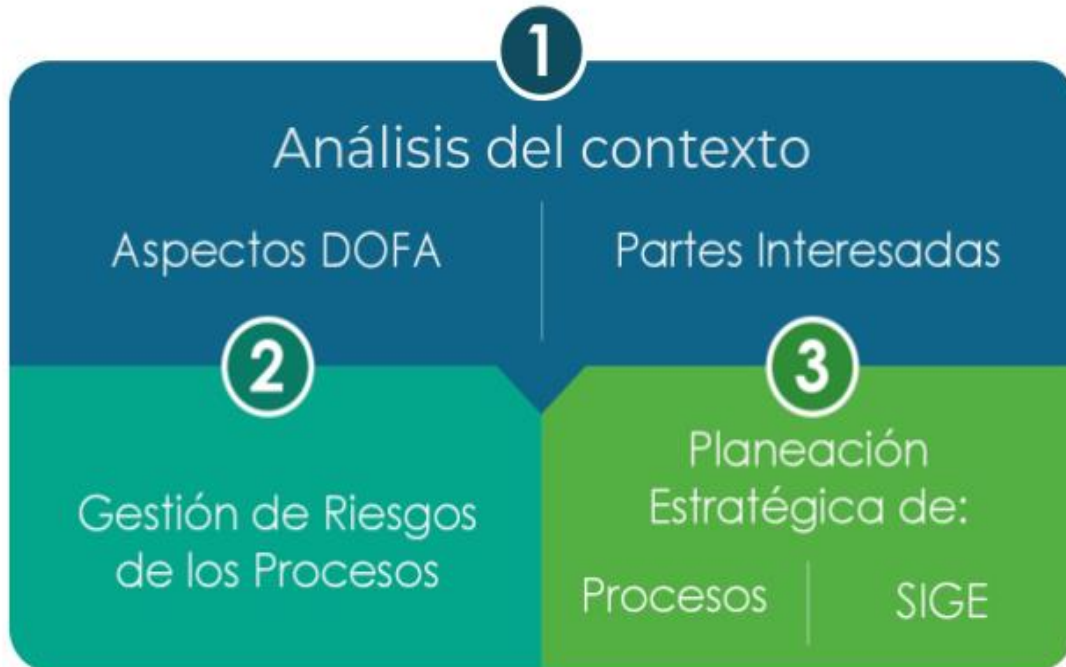 1
Análisis del contexto
Aspectos DOFA
Partes Interesadas
2
Gestión de Riesgos
de los Procesos
3
Planeación
Estratégica de:
Procesos
SIGE